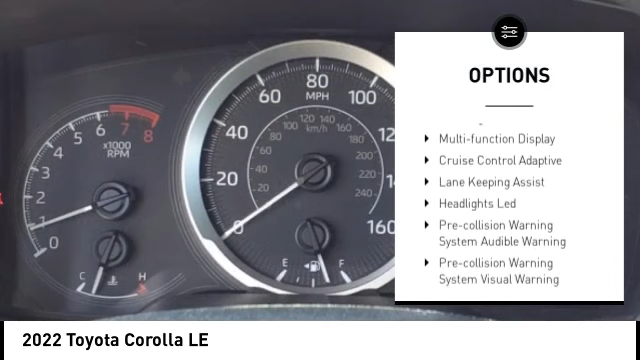 OPTIONS
Multi-function Display
Cruise Control Adaptive
Lane Keeping Assist
Headlights Led
Pre-collision Warning
System Audible Warning
Pre-collision Warning
System Visual Warning
0 1 2 3 4 5 6 7 8
x1000
RPM
C H
0 20 40 60 80 100 12
160
MPH
20 40 60 80 100 120 140 160 180 200 220 240
km/h
E F
2022 Toyota Corolla LE